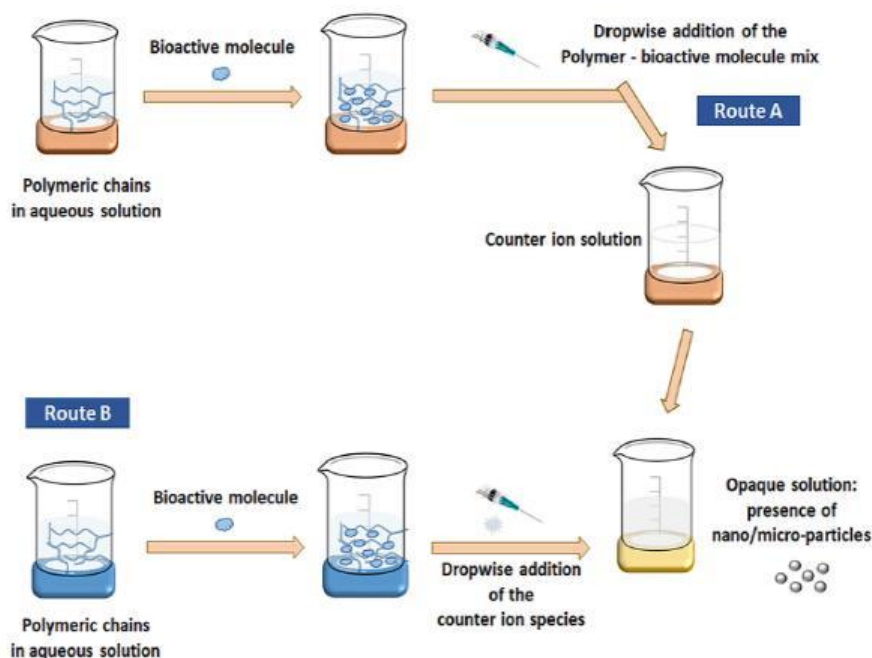 Bioactive molecule
Dropwise addition of the
Polymer - bioactive molecule mix
Route A
Polymeric chains
in aqueous solution
Counter ion solution
Route B
Bioactive molecule
Opaque solution:
presence of
nano/micro-particles
Dropwise addition
of the
counter ion species
Polymeric chains
in aqueous solution